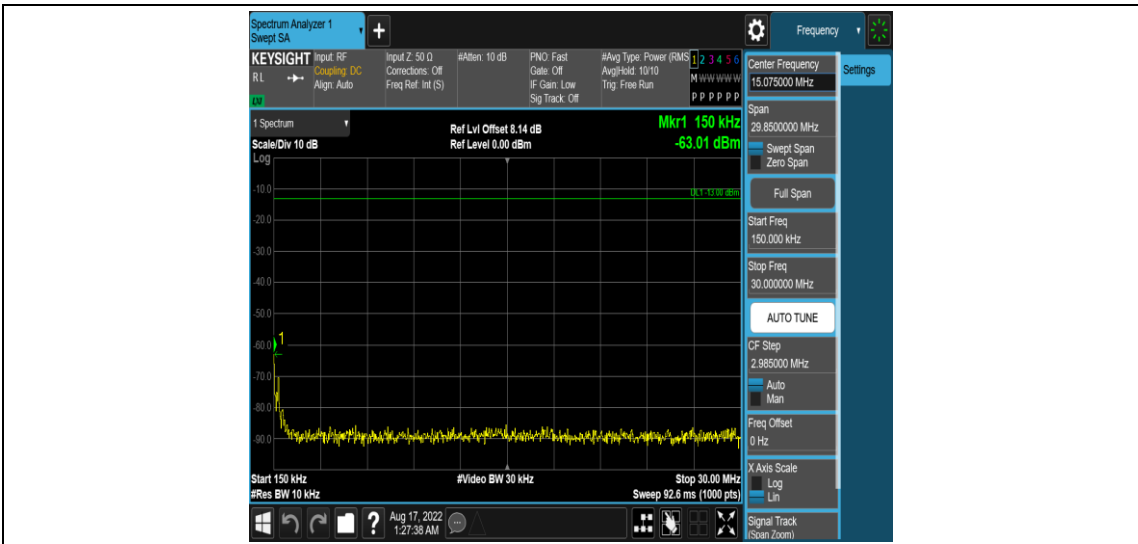 Spectrum Analyzer 1
Swept SA
+
Frequency
KEYSIGHT
RL
LXI
Input: RF
Coupling: DC
Align: Auto
Input Z: 50 Ω
Corrections: Off
Freq Ref: Int (S)
#Atten: 10 dB
PNO: Fast
Gate: Off
IF Gain: Low
Sig Track: Off
#Avg Type: Power (RMS
Avg|Hold: 10/10
Trig: Free Run
1 2 3 4 5 6
M W W W W W
P P P P P P
Center Frequency
15.075000 MHz
Settings
Span
29.8500000 MHz
Swept Span
Zero Span
Full Span
Start Freq
150.000 kHz
Stop Freq
30.000000 MHz
AUTO TUNE
CF Step
2.985000 MHz
Auto
Man
Freq Offset
0 Hz
X Axis Scale
Log
Lin
Signal Track
(Span Zoom)
1 Spectrum
Scale/Div 10 dB
Log
Ref Lvl Offset 8.14 dB
Ref Level 0.00 dBm
Mkr1 150 kHz
-63.01 dBm
DL1 -13.00 dBm
-10.0
-20.0
-30.0
-40.0
-50.0
-60.0
1
-70.0
-80.0
-90.0
Start 150 kHz
#Res BW 10 kHz
#Video BW 30 kHz
Stop 30.00 MHz
Sweep 92.6 ms (1000 pts)
?
Aug 17, 2022
1:27:38 AM